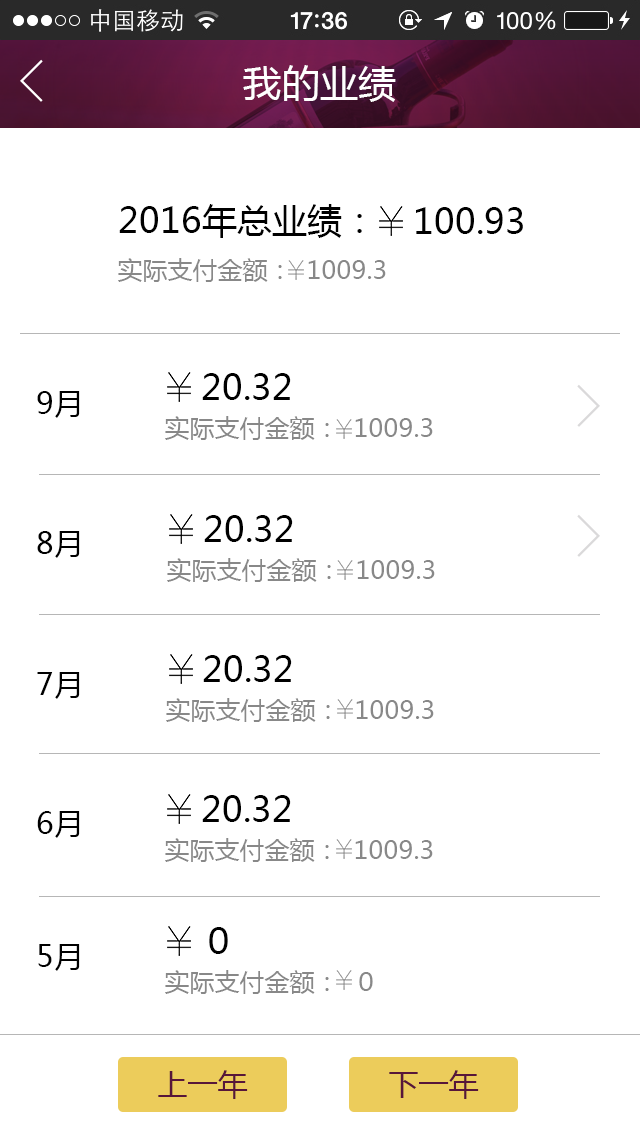 中国移动 17:36 100%
我的业绩
2016年总业绩：￥100.93
实际支付金额：￥1009.3
9月
￥20.32
实际支付金额：￥1009.3
8月
￥20.32
实际支付金额：￥1009.3
7月
￥20.32
实际支付金额：￥1009.3
6月
￥20.32
实际支付金额：￥1009.3
5月
￥ 0
实际支付金额：￥0
上一年 下一年